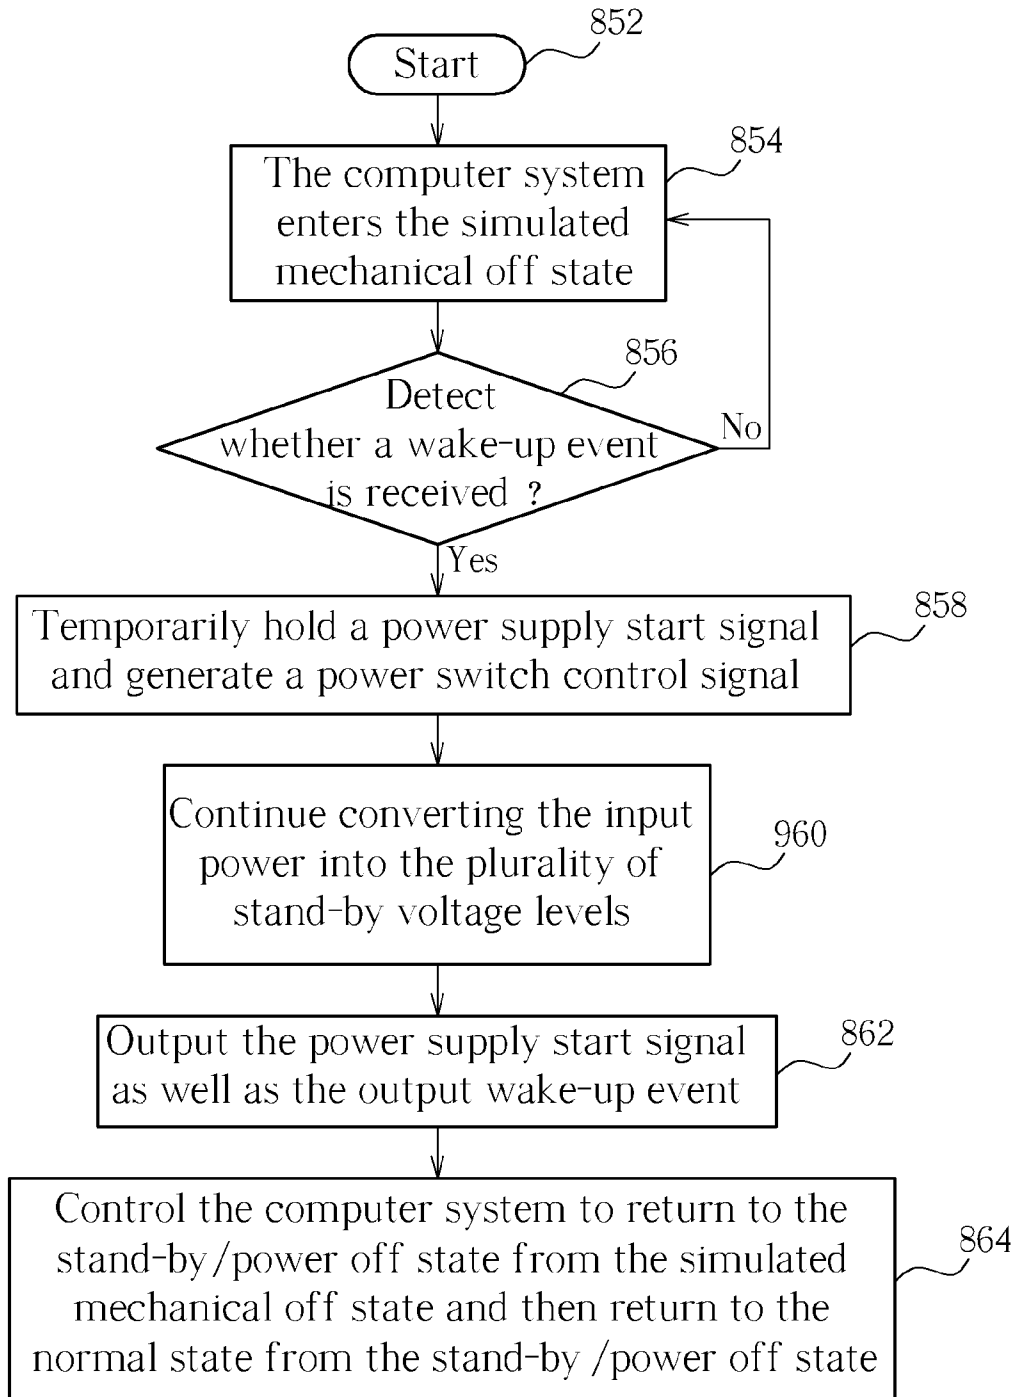 852
Start
854
The computer system
enters the simulated
mechanical off state
856
Detect
whether a wake-up event
is received ?
No
Yes
858
Temporarily hold a power supply start signal
and generate a power switch control signal
960
Continue converting the input
power into the plurality of
stand-by voltage levels
862
Output the power supply start signal
as well as the output wake-up event
864
Control the computer system to return to the
stand-by/power off state from the simulated
mechanical off state and then return to the
normal state from the stand-by /power off state